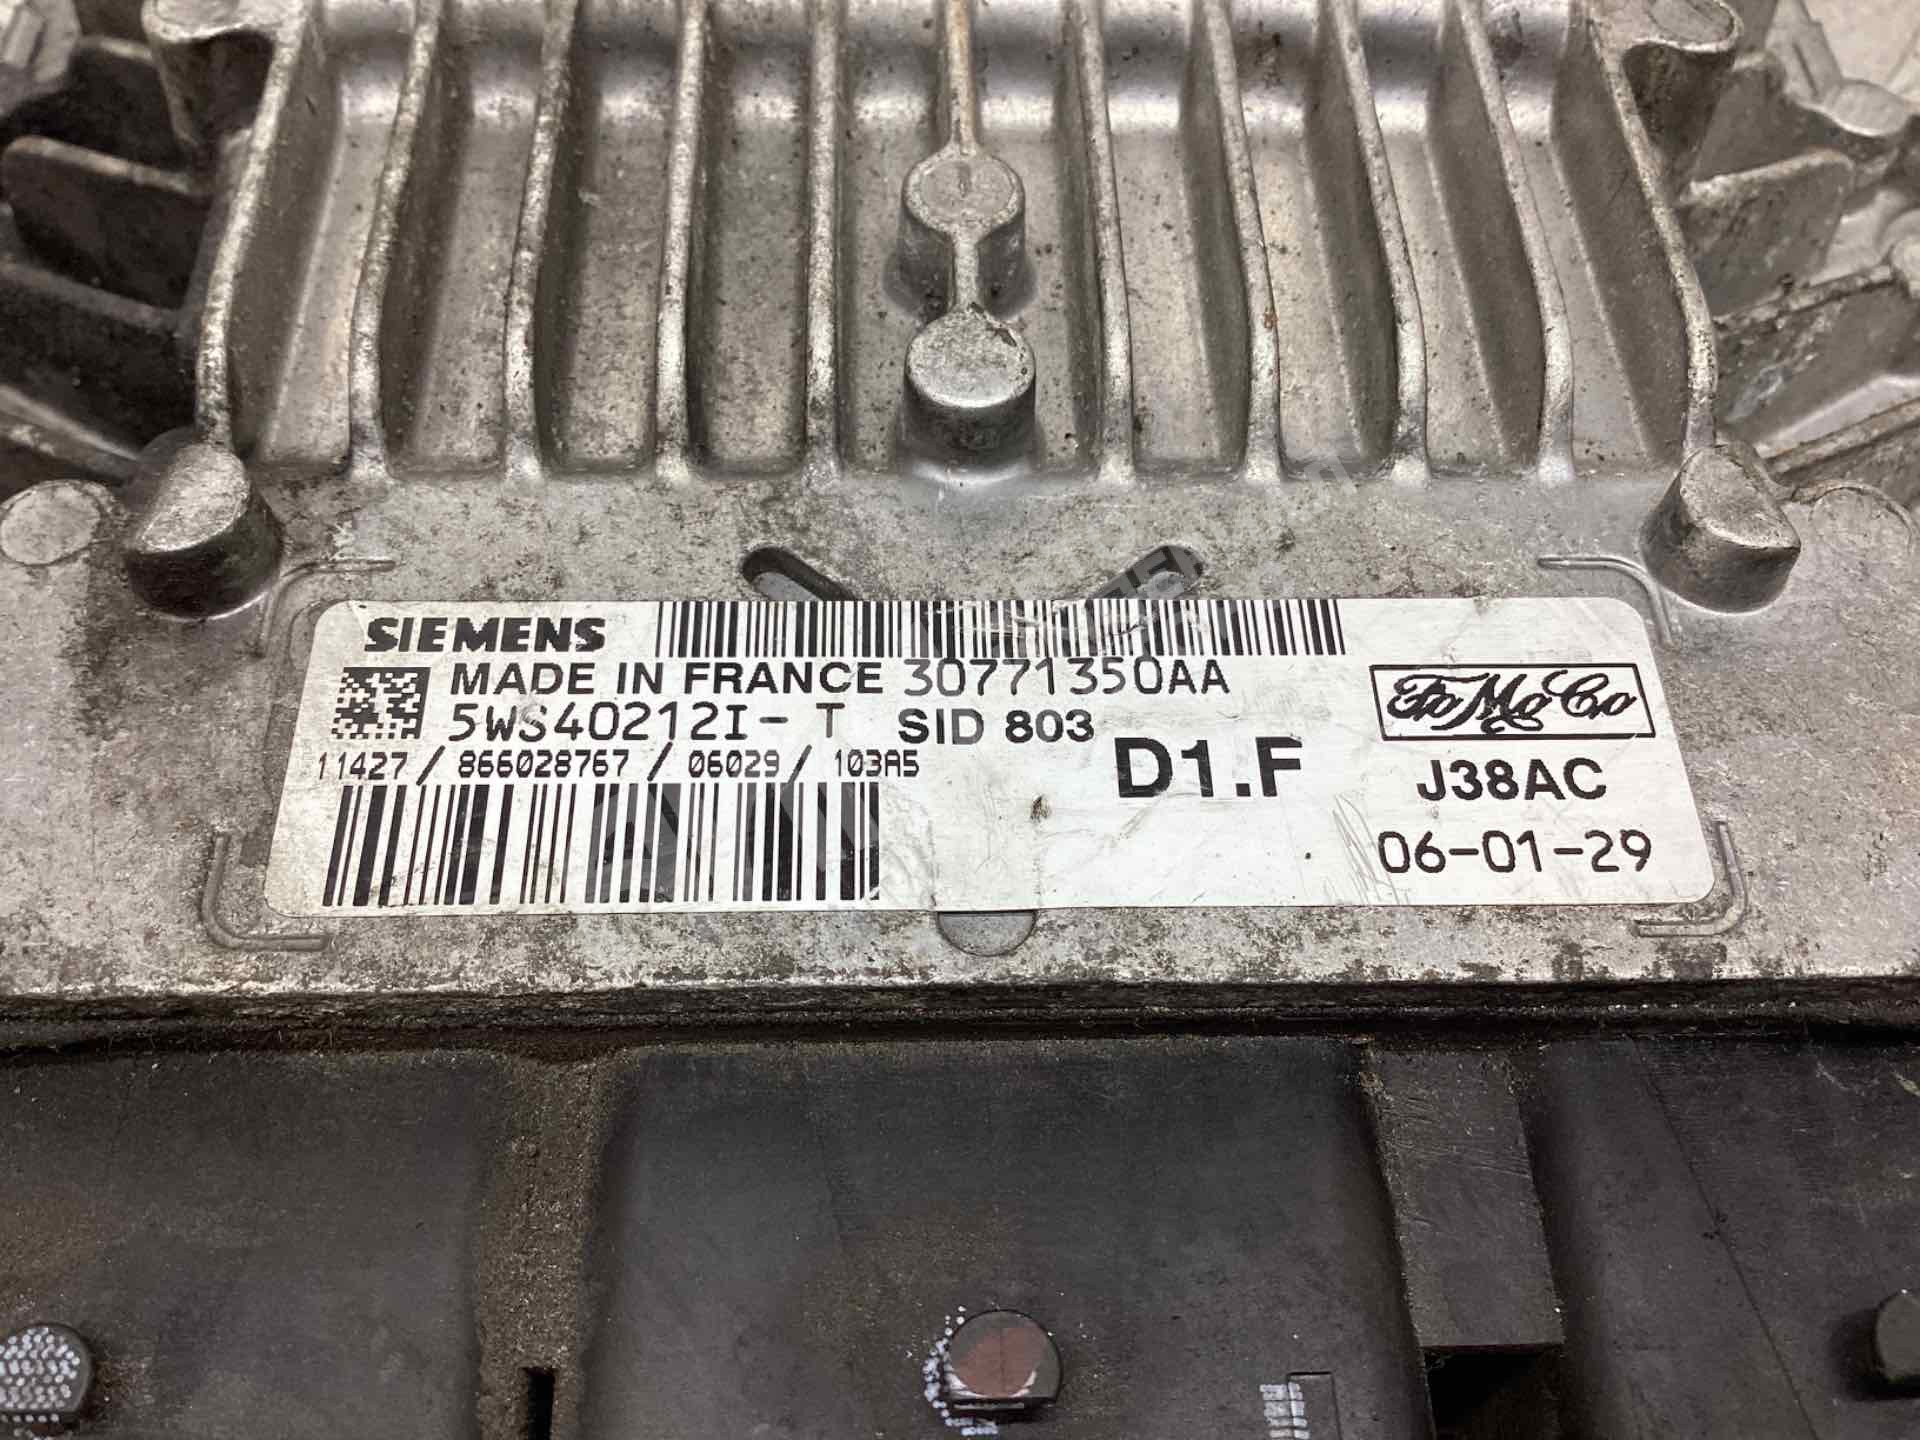 SIEMENS
MADE IN FRANCE 30771350AA
5WS40212I-T SID 803
11427/866028767/06029/103A5
D1.F
FoMoCo
J38AC
06-01-29